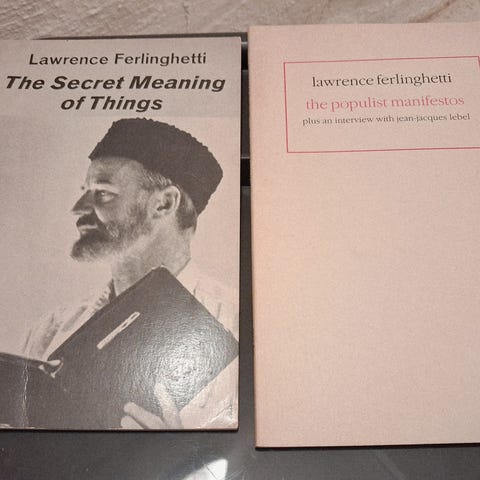 Lawrence Ferlinghetti
The Secret Meaning
of Things
lawrence ferlinghetti
the populist manifestos
plus an interview with jean-jacques lebel